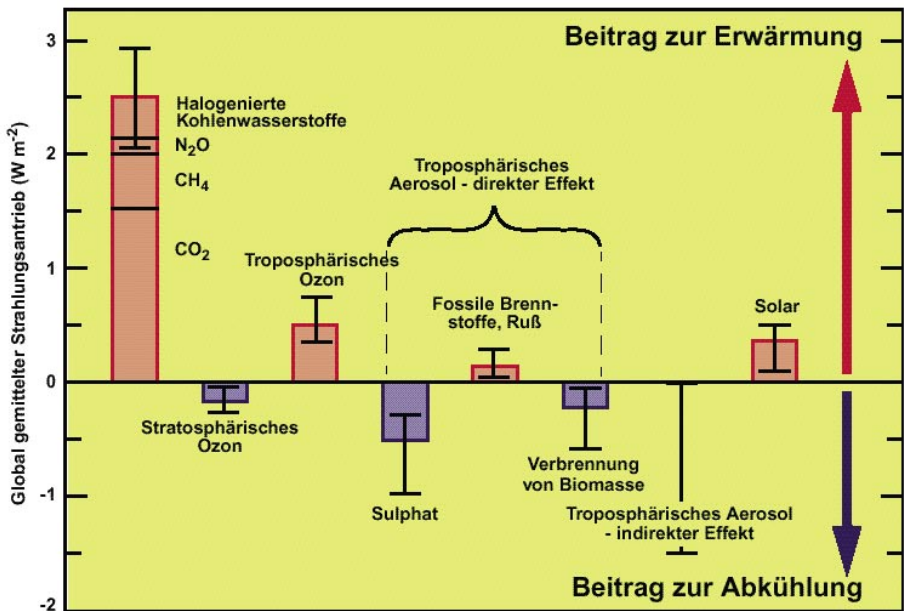 Global gemittelter Strahlungsantrieb (W m-2)
3
2
1
0
-1
-2
Beitrag zur Erwärmung
Halogenierte
Kohlenwasserstoffe
N2O
CH4
CO2
Troposphärisches
Aerosol - direkter Effekt
Troposphärisches
Ozon
Fossile Brenn-
stoffe, Ruß
Solar
Stratosphärisches
Ozon
Sulphat
Verbrennung
von Biomasse
Troposphärisches Aerosol
- indirekter Effekt
Beitrag zur Abkühlung